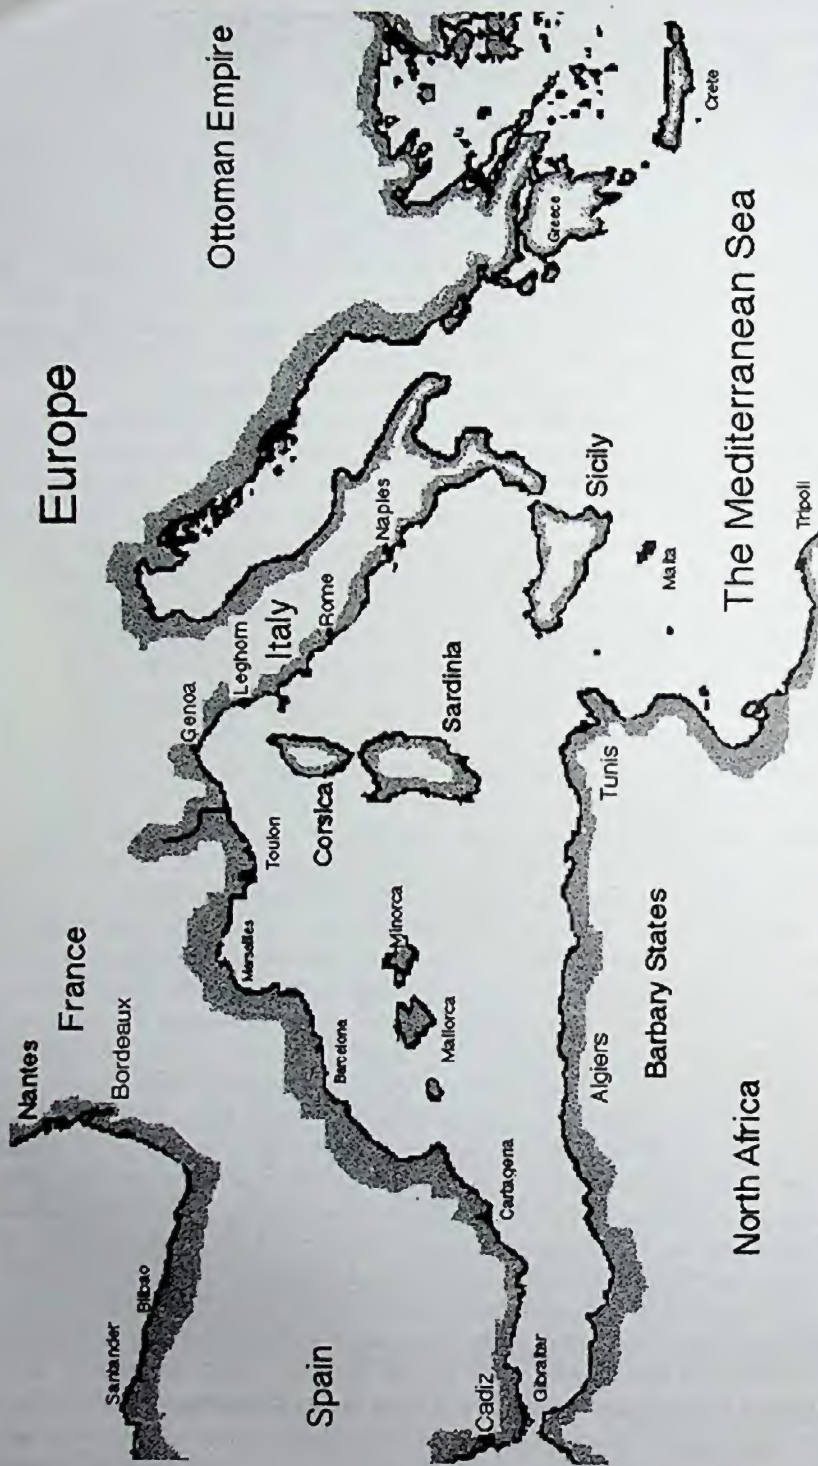 Europe
Ottoman Empire
Nantes
France
Bordeaux
Santander
Bilbao
Spain
Genoa
Leghorn
Italy
Rome
Naples
Toulon
Marseilles
Corsica
Sardinia
Sicily
Greece
Crete
Barcelona
Minorca
Mallorca
Cartagena
Cadiz
Gibraltar
Malta
The Mediterranean Sea
Tripoli
Tunis
Algiers
Barbary States
North Africa